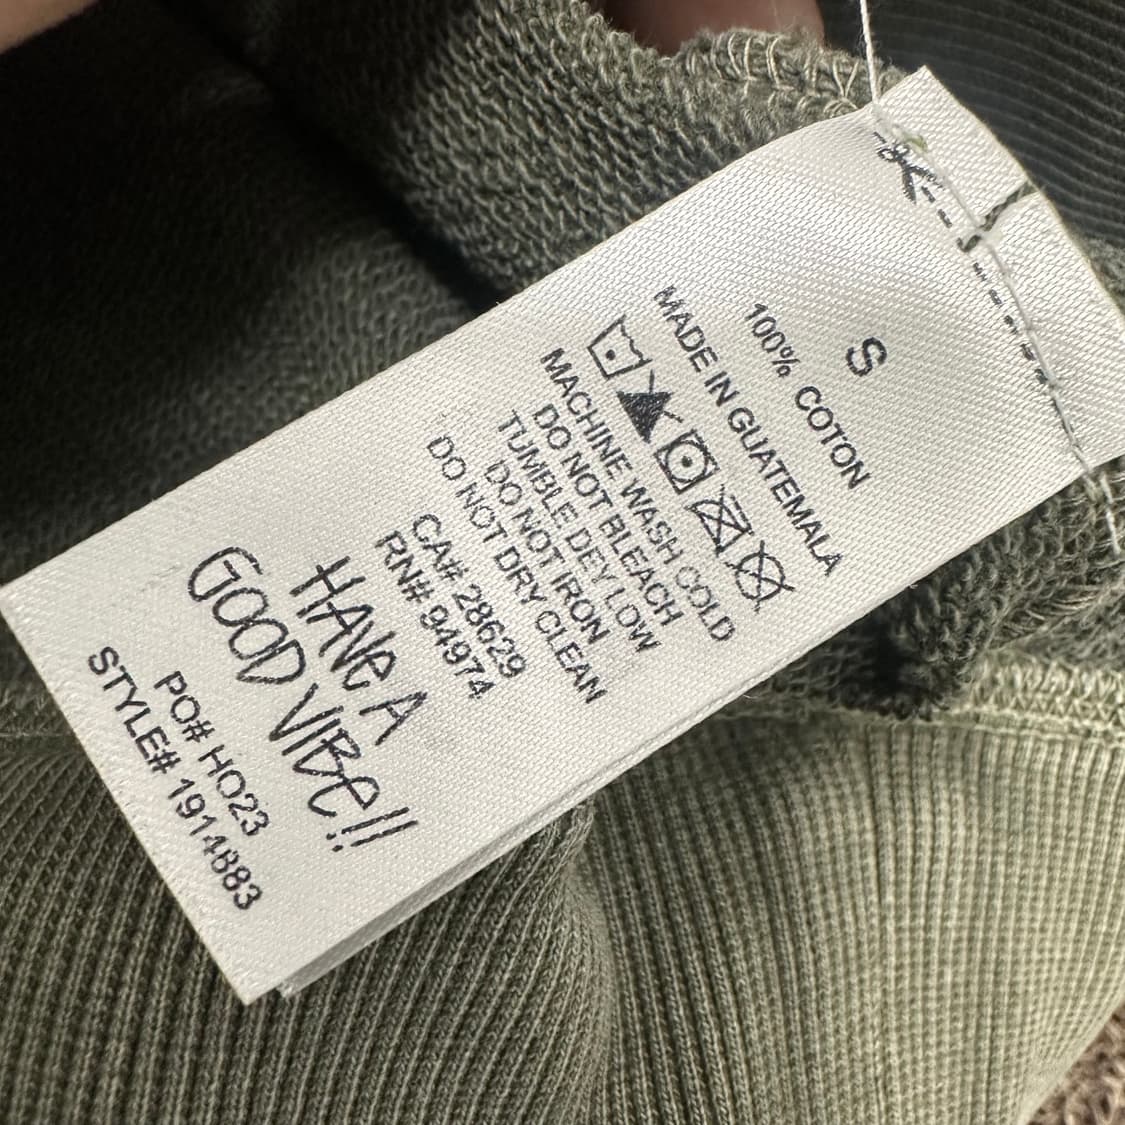 S
100% COTTON
MADE IN GUATEMALA
MACHINE WASH COLD
DO NOT BLEACH
TUMBLE DEY LOW
DO NOT IRON
DO NOT DRY CLEAN
CA# 28629
RN# 94974
HAVe A
GOOD VIBe!!
PO# HO23
STYLE# 1914883